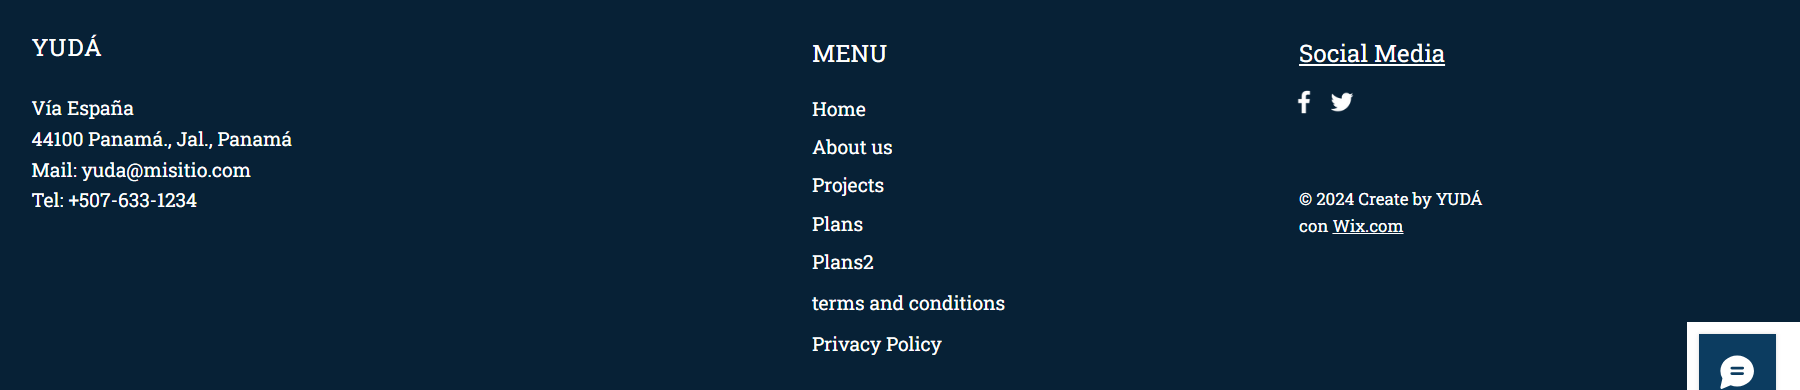 YUDÁ
Vía España
44100 Panamá., Jal., Panamá
Mail: yuda@misitio.com
Tel: +507-633-1234
MENU
Home
About us
Projects
Plans
Plans2
terms and conditions
Privacy Policy
Social Media
© 2024 Create by YUDÁ
con Wix.com